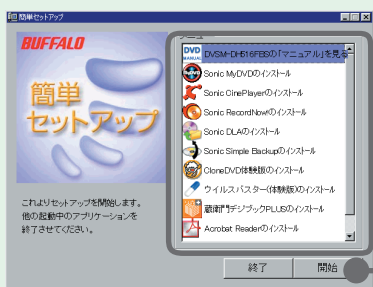 簡単セットアップ
BUFFALO
簡単
セットアップ
これよりセットアップを開始します。
他の起動中のアプリケーションを
終了させてください。
メニュー
DVD MANUAL
DVSM-DH516FBSの「マニュアル」を見る
Sonic MyDVDのインストール
Sonic CinePlayerのインストール
Sonic RecordNow!のインストール
Sonic DLAのインストール
Sonic Simple Backupのインストール
CloneDVD体験版のインストール
ウイルスバスター(体験版)のインストール
蔵衛門デジブックPLUSのインストール
Acrobat Readerのインストール
終了
開始